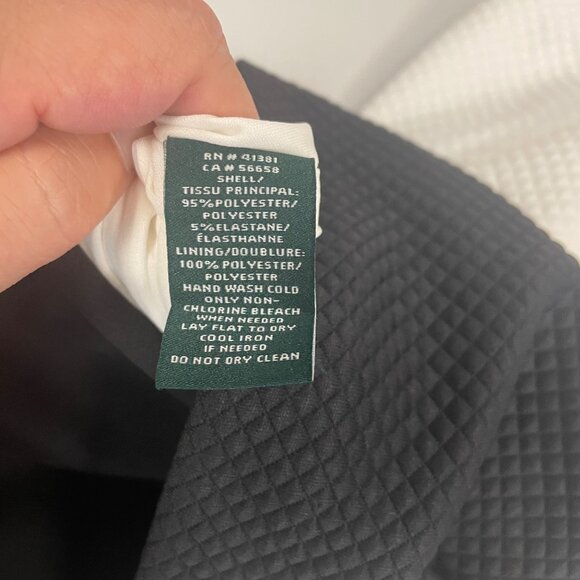 RN # 41381
CA # 56658
SHELL/
TISSU PRINCIPAL:
95%POLYESTER/
POLYESTER
5%ELASTANE/
ÉLASTHANNE
LINING/DOUBLURE:
100% POLYESTER/
POLYESTER
HAND WASH COLD
ONLY NON-
CHLORINE BLEACH
WHEN NEEDED
LAY FLAT TO DRY
COOL IRON
IF NEEDED
DO NOT DRY CLEAN